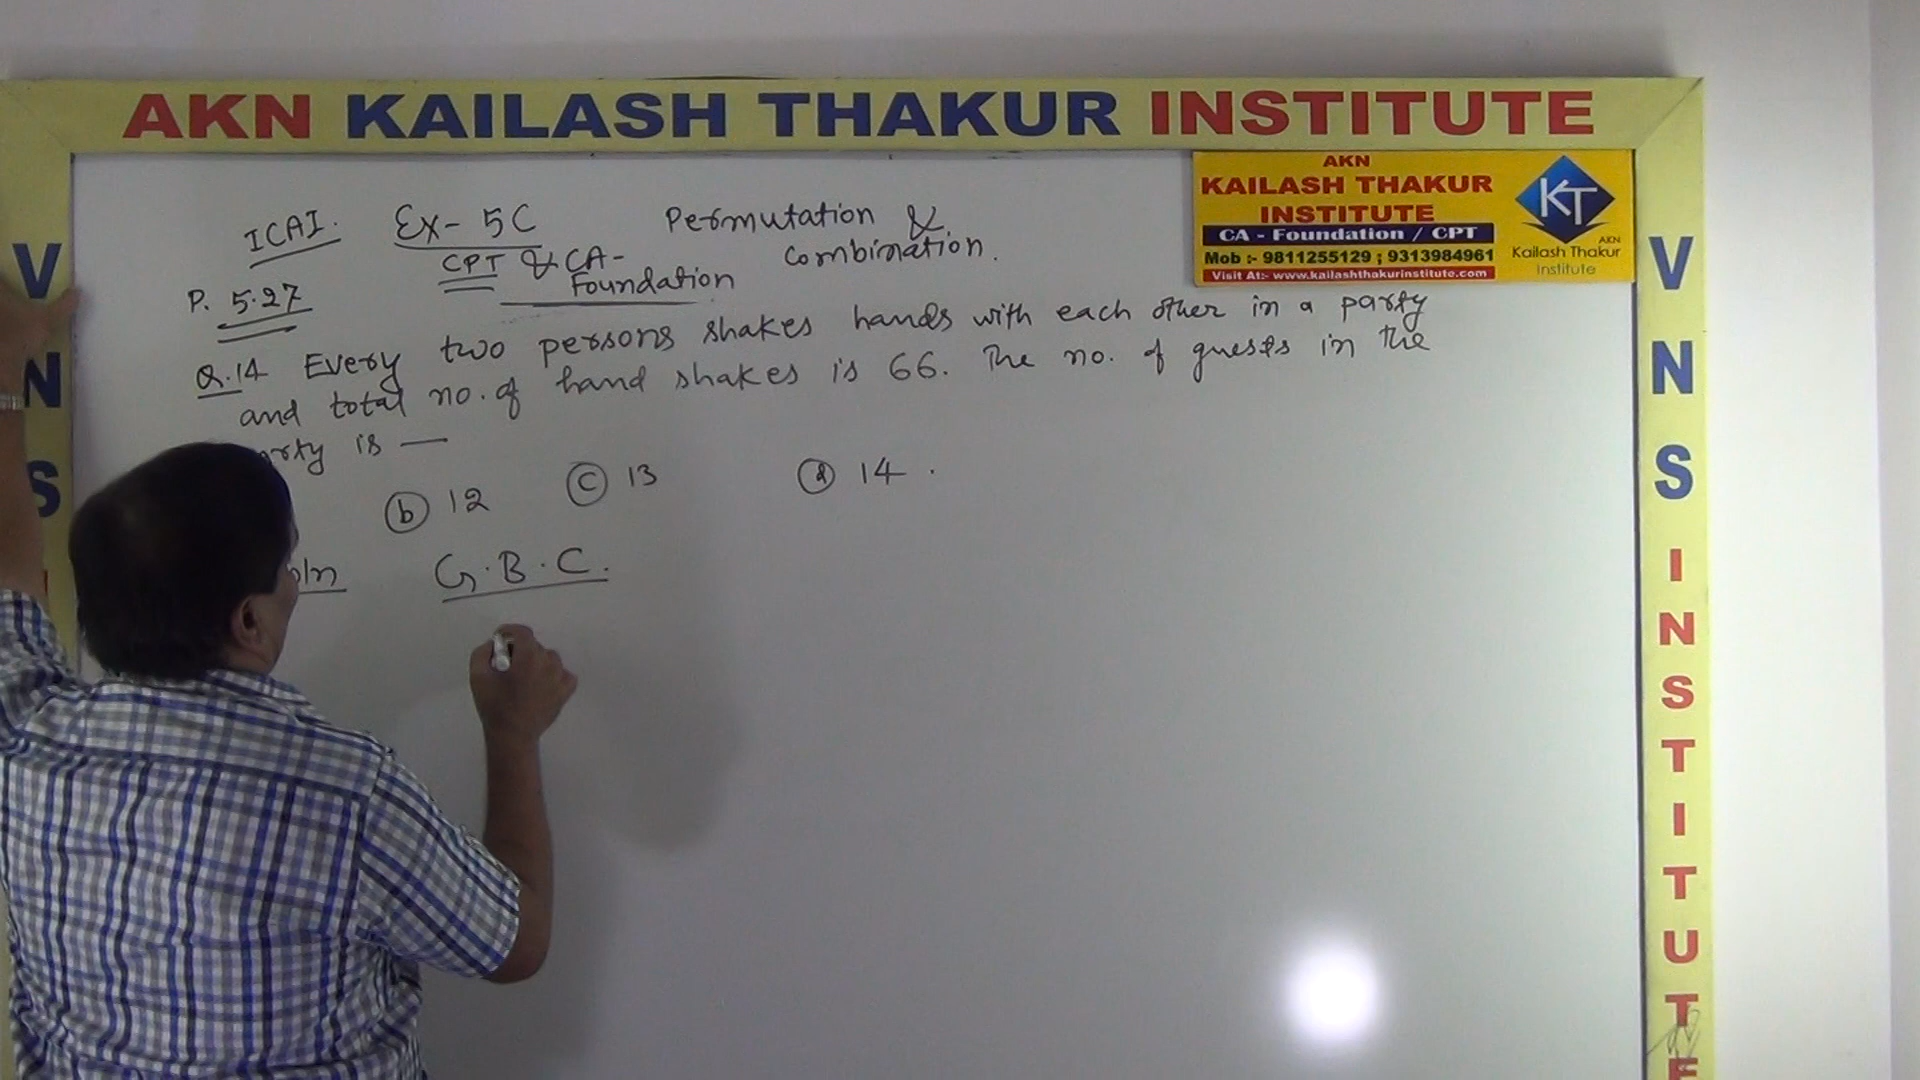 AKN KAILASH THAKUR INSTITUTE
AKN
KAILASH THAKUR
INSTITUTE
CA - Foundation / CPT
Mob :- 9811255129 ; 9313984961
Visit At:- www.kailashthakurinstitute.com
KT
AKN
Kailash Thakur
Institute
ICAI. Ex- 5C Permutation &
CPT & CA- Combination.
Foundation
P. 5.27
Q.14 Every two persons shakes hands with each other in a party
and total no. of hand shakes is 66. The no. of guests in the
is —
(b) 12 (c) 13 (d) 14.
G.B.C.
V
N
S
V
N
S
I
N
S
T
I
T
U
T
E